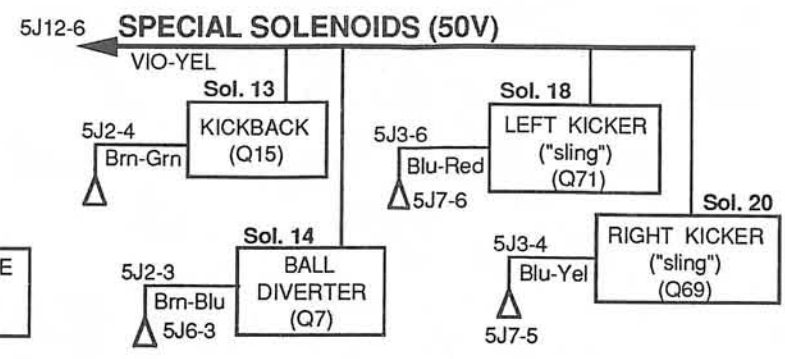 5J12-6
SPECIAL SOLENOIDS (50V)
VIO-YEL
Sol. 13
KICKBACK
(Q15)
5J2-4
Brn-Grn
Sol. 14
BALL
DIVERTER
(Q7)
5J2-3
Brn-Blu
5J6-3
Sol. 18
LEFT KICKER
("sling")
(Q71)
5J3-6
Blu-Red
5J7-6
Sol. 20
RIGHT KICKER
("sling")
(Q69)
5J3-4
Blu-Yel
5J7-5
E